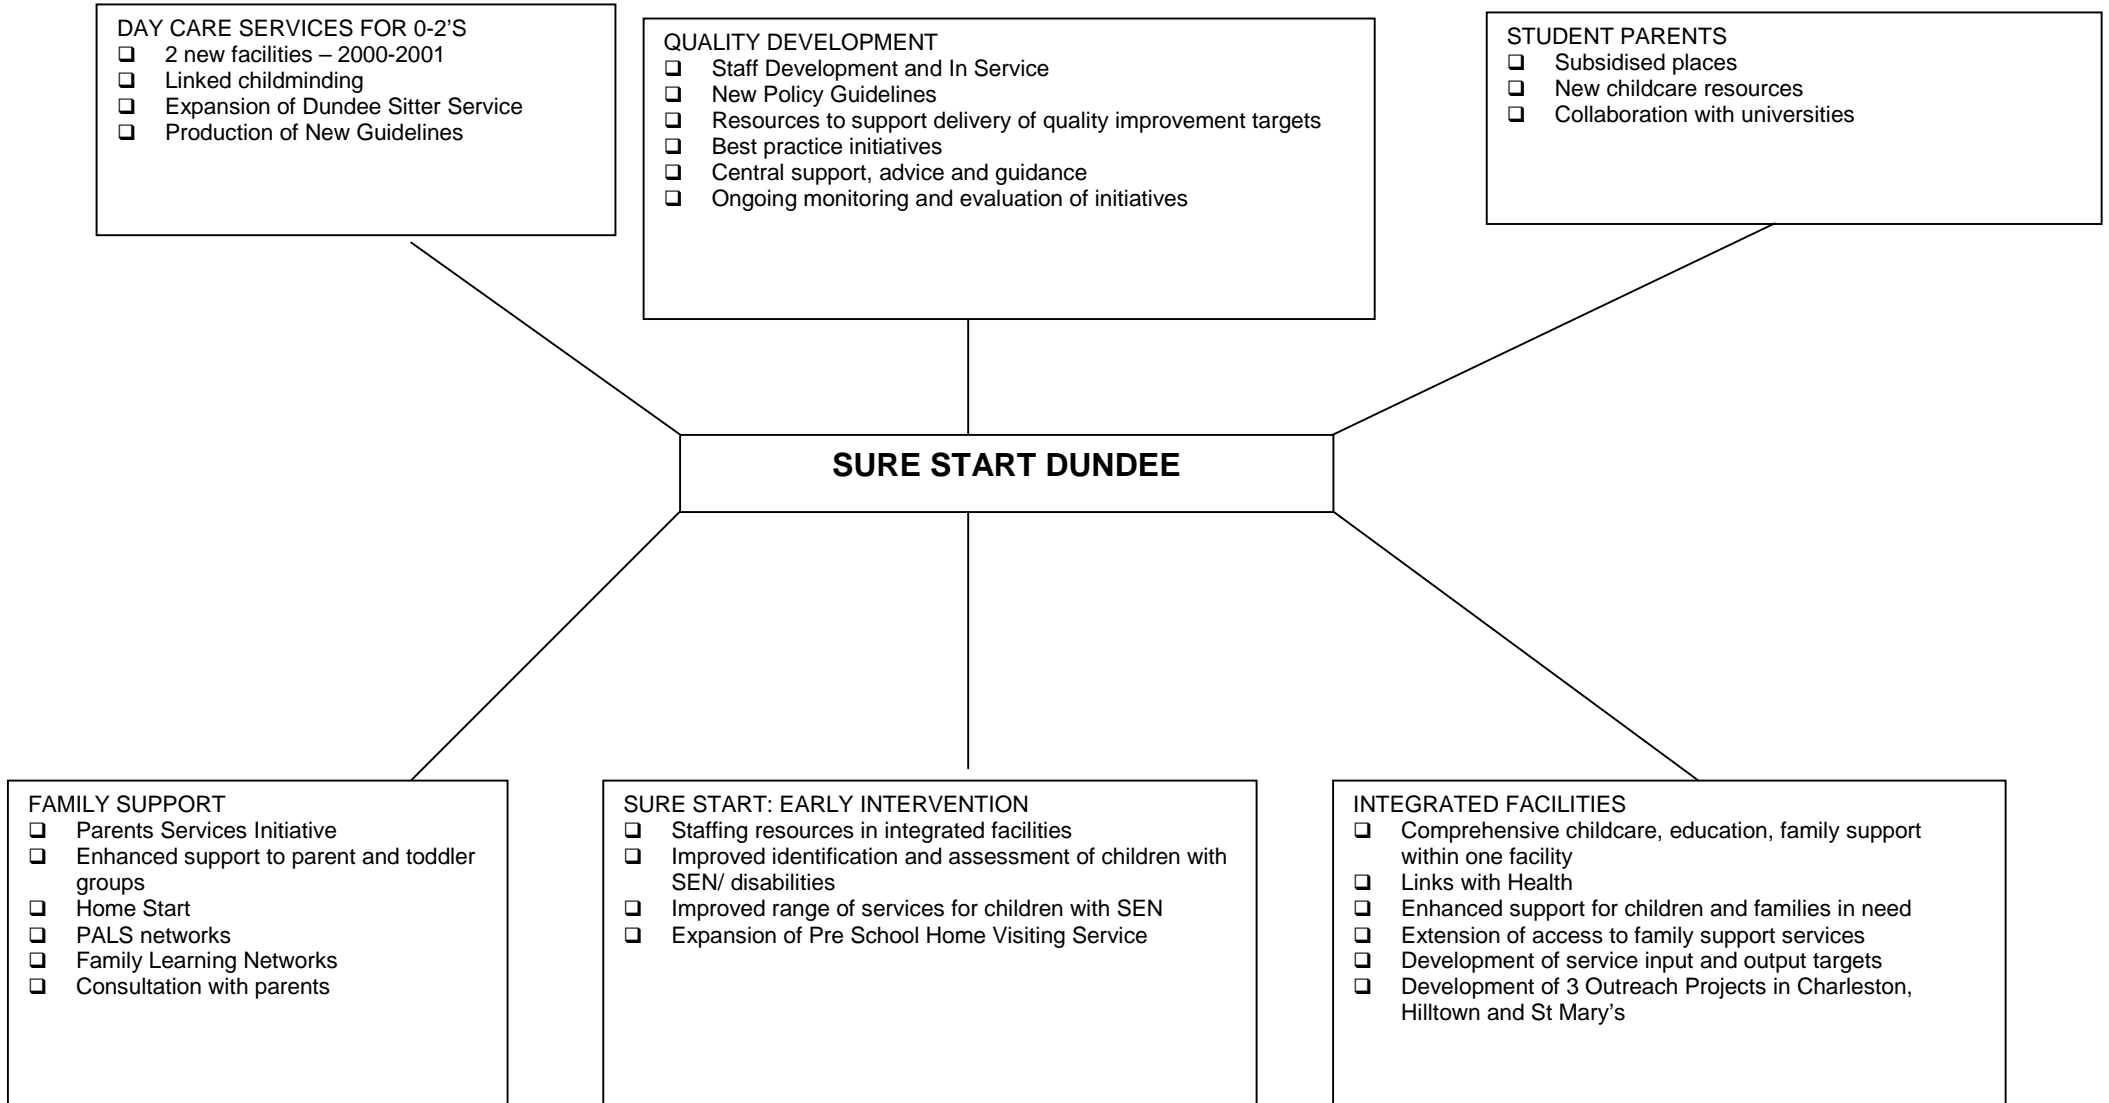 DAY CARE SERVICES FOR 0-2’S
❑ 2 new facilities – 2000-2001
❑ Linked childminding
❑ Expansion of Dundee Sitter Service
❑ Production of New Guidelines
QUALITY DEVELOPMENT
❑ Staff Development and In Service
❑ New Policy Guidelines
❑ Resources to support delivery of quality improvement targets
❑ Best practice initiatives
❑ Central support, advice and guidance
❑ Ongoing monitoring and evaluation of initiatives
STUDENT PARENTS
❑ Subsidised places
❑ New childcare resources
❑ Collaboration with universities
SURE START DUNDEE
FAMILY SUPPORT
❑ Parents Services Initiative
❑ Enhanced support to parent and toddler
groups
❑ Home Start
❑ PALS networks
❑ Family Learning Networks
❑ Consultation with parents
SURE START: EARLY INTERVENTION
❑ Staffing resources in integrated facilities
❑ Improved identification and assessment of children with
SEN/ disabilities
❑ Improved range of services for children with SEN
❑ Expansion of Pre School Home Visiting Service
INTEGRATED FACILITIES
❑ Comprehensive childcare, education, family support
within one facility
❑ Links with Health
❑ Enhanced support for children and families in need
❑ Extension of access to family support services
❑ Development of service input and output targets
❑ Development of 3 Outreach Projects in Charleston,
Hilltown and St Mary’s